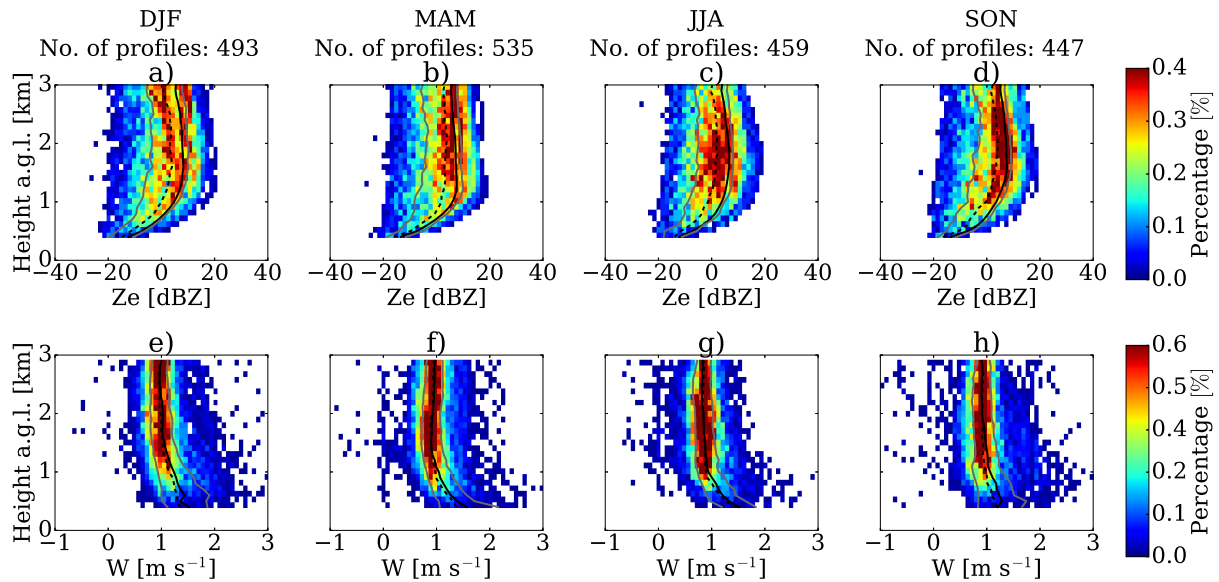 DJF MAM JJA SON
No. of profiles: 493 No. of profiles: 535 No. of profiles: 459 No. of profiles: 447
a) b) c) d)
Height a.g.l. [km]
3
2
1
0
−40 −20 0 20 40 −40 −20 0 20 40 −40 −20 0 20 40 −40 −20 0 20 40
Ze [dBZ] Ze [dBZ] Ze [dBZ] Ze [dBZ]
0.4
0.3
0.2
0.1
0.0
Percentage [%]
e) f) g) h)
Height a.g.l. [km]
3
2
1
0
−1 0 1 2 3 −1 0 1 2 3 −1 0 1 2 3 −1 0 1 2 3
W [m s⁻¹] W [m s⁻¹] W [m s⁻¹] W [m s⁻¹]
0.6
0.5
0.4
0.2
0.1
0.0
Percentage [%]